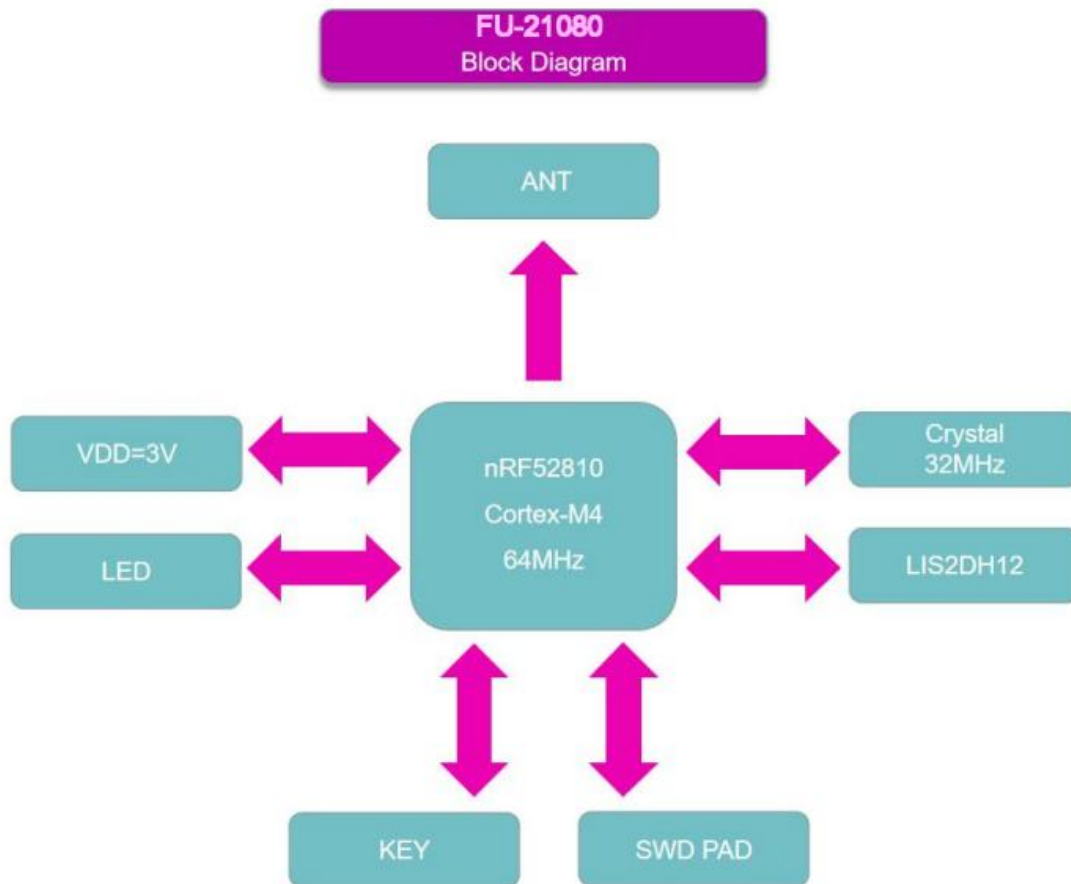 FU-21080
Block Diagram
ANT
VDD=3V
LED
nRF52810
Cortex-M4
64MHz
Crystal
32MHz
LIS2DH12
KEY
SWD PAD